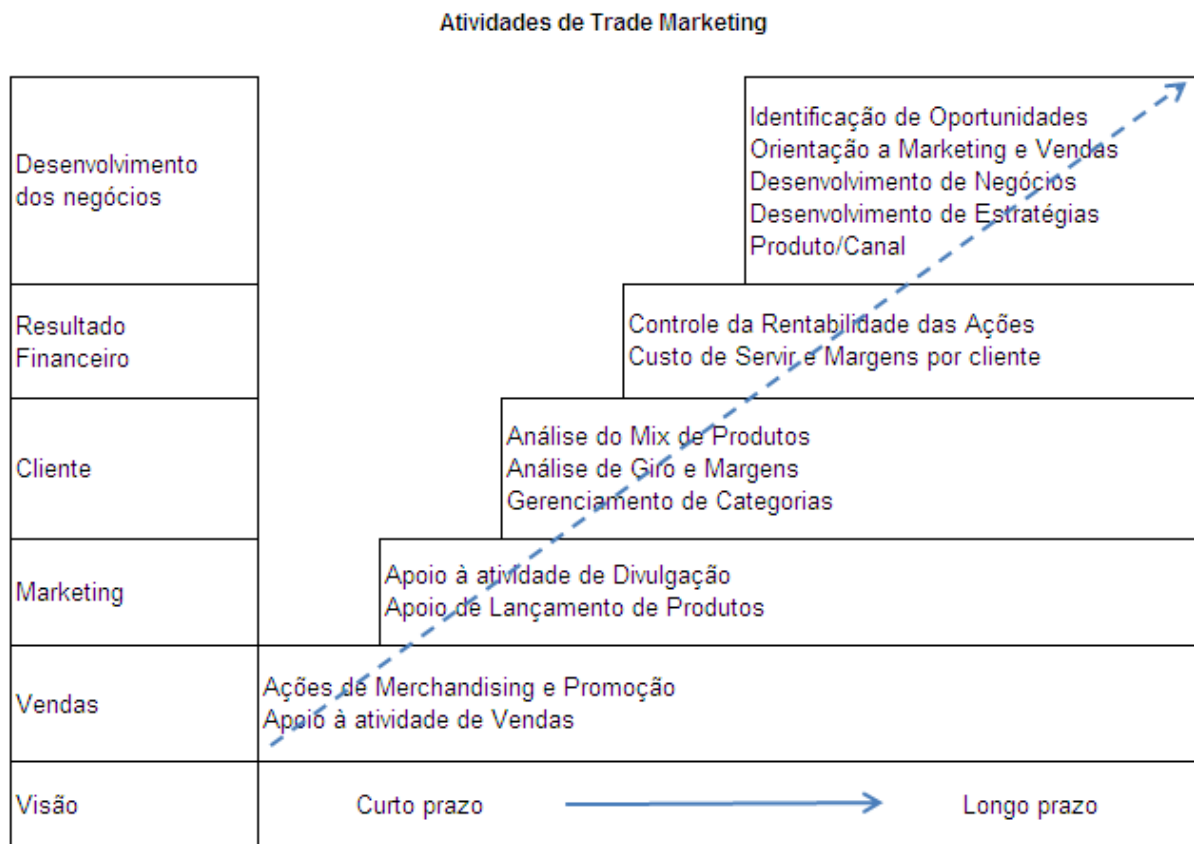 Atividades de Trade Marketing
Desenvolvimento
dos negócios
Identificação de Oportunidades
Orientação a Marketing e Vendas
Desenvolvimento de Negócios
Desenvolvimento de Estratégias
Produto/Canal
Resultado
Financeiro
Controle da Rentabilidade das Ações
Custo de Servir e Margens por cliente
Cliente
Análise do Mix de Produtos
Análise de Giro e Margens
Gerenciamento de Categorias
Marketing
Apoio à atividade de Divulgação
Apoio de Lançamento de Produtos
Vendas
Ações de Merchandising e Promoção
Apoio à atividade de Vendas
Visão
Curto prazo
Longo prazo